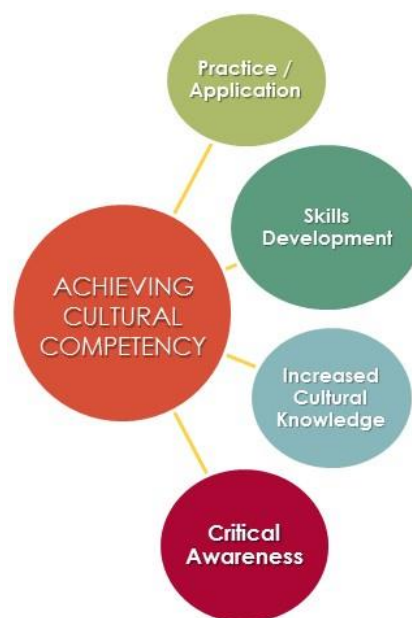 Practice /
Application
Skills
Development
ACHIEVING
CULTURAL
COMPETENCY
Increased
Cultural
Knowledge
Critical
Awareness